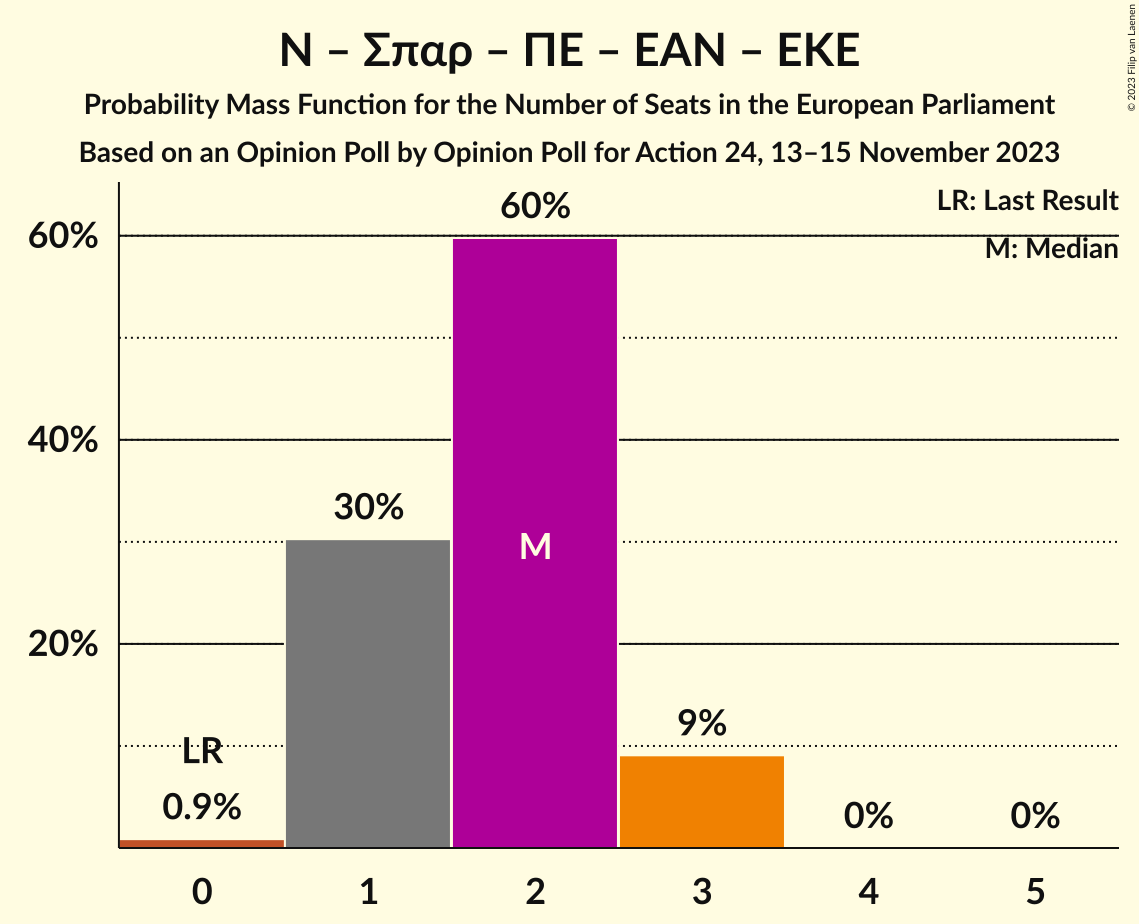 Ν – Σπαρ – ΠΕ – ΕΑΝ – ΕΚΕ
Probability Mass Function for the Number of Seats in the European Parliament
Based on an Opinion Poll by Opinion Poll for Action 24, 13–15 November 2023
© 2023 Filip van Laenen
LR: Last Result
M: Median
60%
40%
20%
LR
0.9%
30%
60%
M
9%
0%
0%
0
1
2
3
4
5